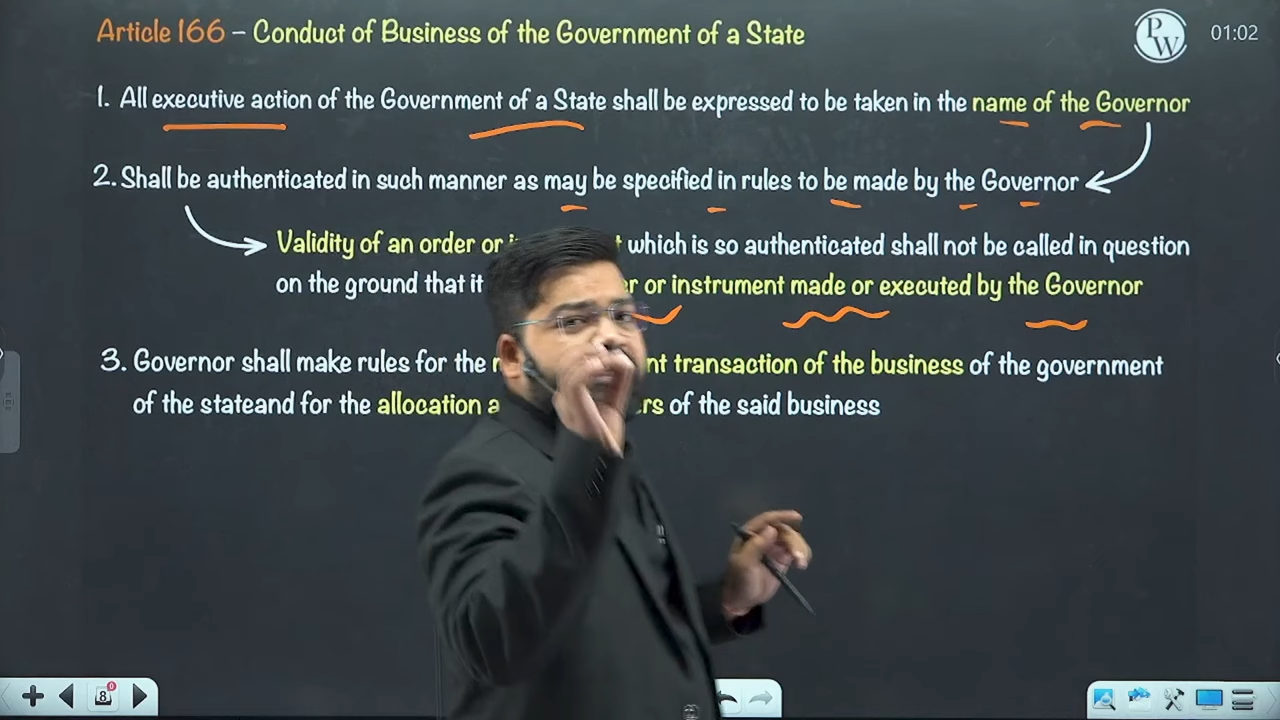 Article 166 – Conduct of Business of the Government of a State
PW
01:02
1. All executive action of the Government of a State shall be expressed to be taken in the name of the Governor
2. Shall be authenticated in such manner as may be specified in rules to be made by the Governor
Validity of an order or which is so authenticated shall not be called in question
on the ground that it or instrument made or executed by the Governor
3. Governor shall make rules for the transaction of the business of the government
of the stateand for the allocation of the said business
8